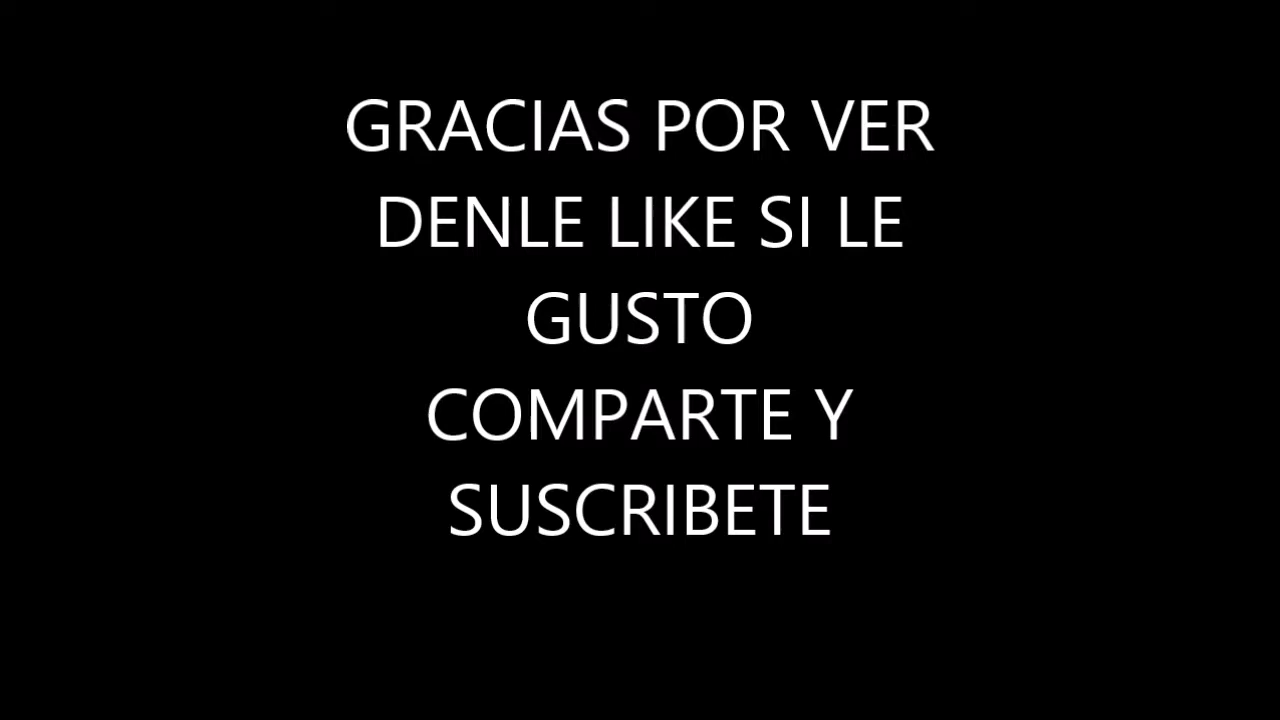 GRACIAS POR VER
DENLE LIKE SI LE
GUSTO
COMPARTE Y
SUSCRIBETE